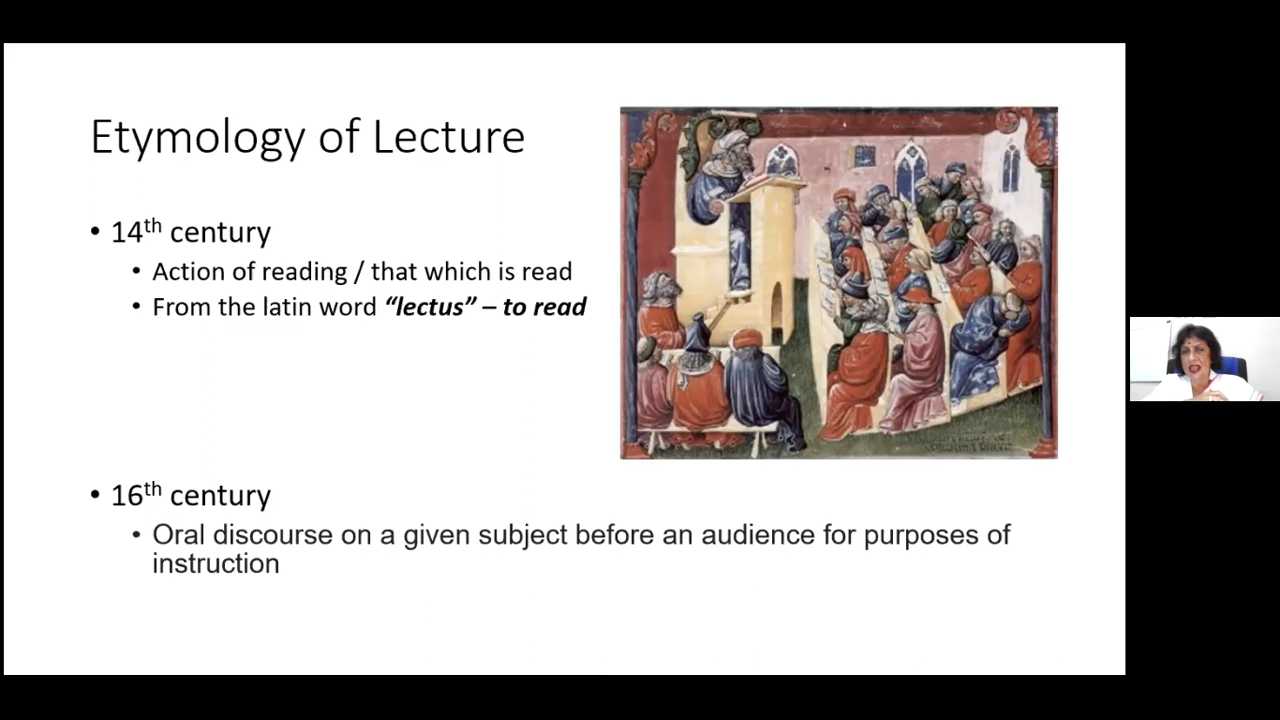 Etymology of Lecture
• 14th century
• Action of reading / that which is read
• From the latin word “lectus” – to read
• 16th century
• Oral discourse on a given subject before an audience for purposes of
instruction